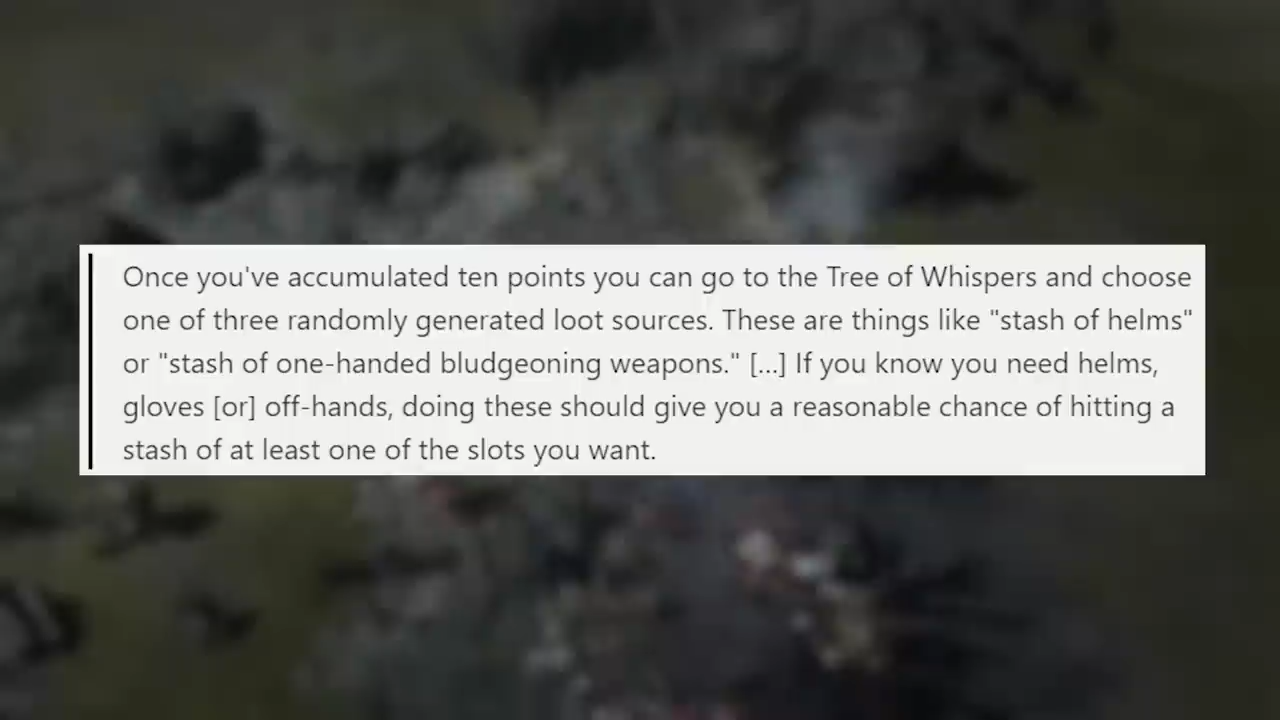 Once you've accumulated ten points you can go to the Tree of Whispers and choose
one of three randomly generated loot sources. These are things like "stash of helms"
or "stash of one-handed bludgeoning weapons." [...] If you know you need helms,
gloves [or] off-hands, doing these should give you a reasonable chance of hitting a
stash of at least one of the slots you want.